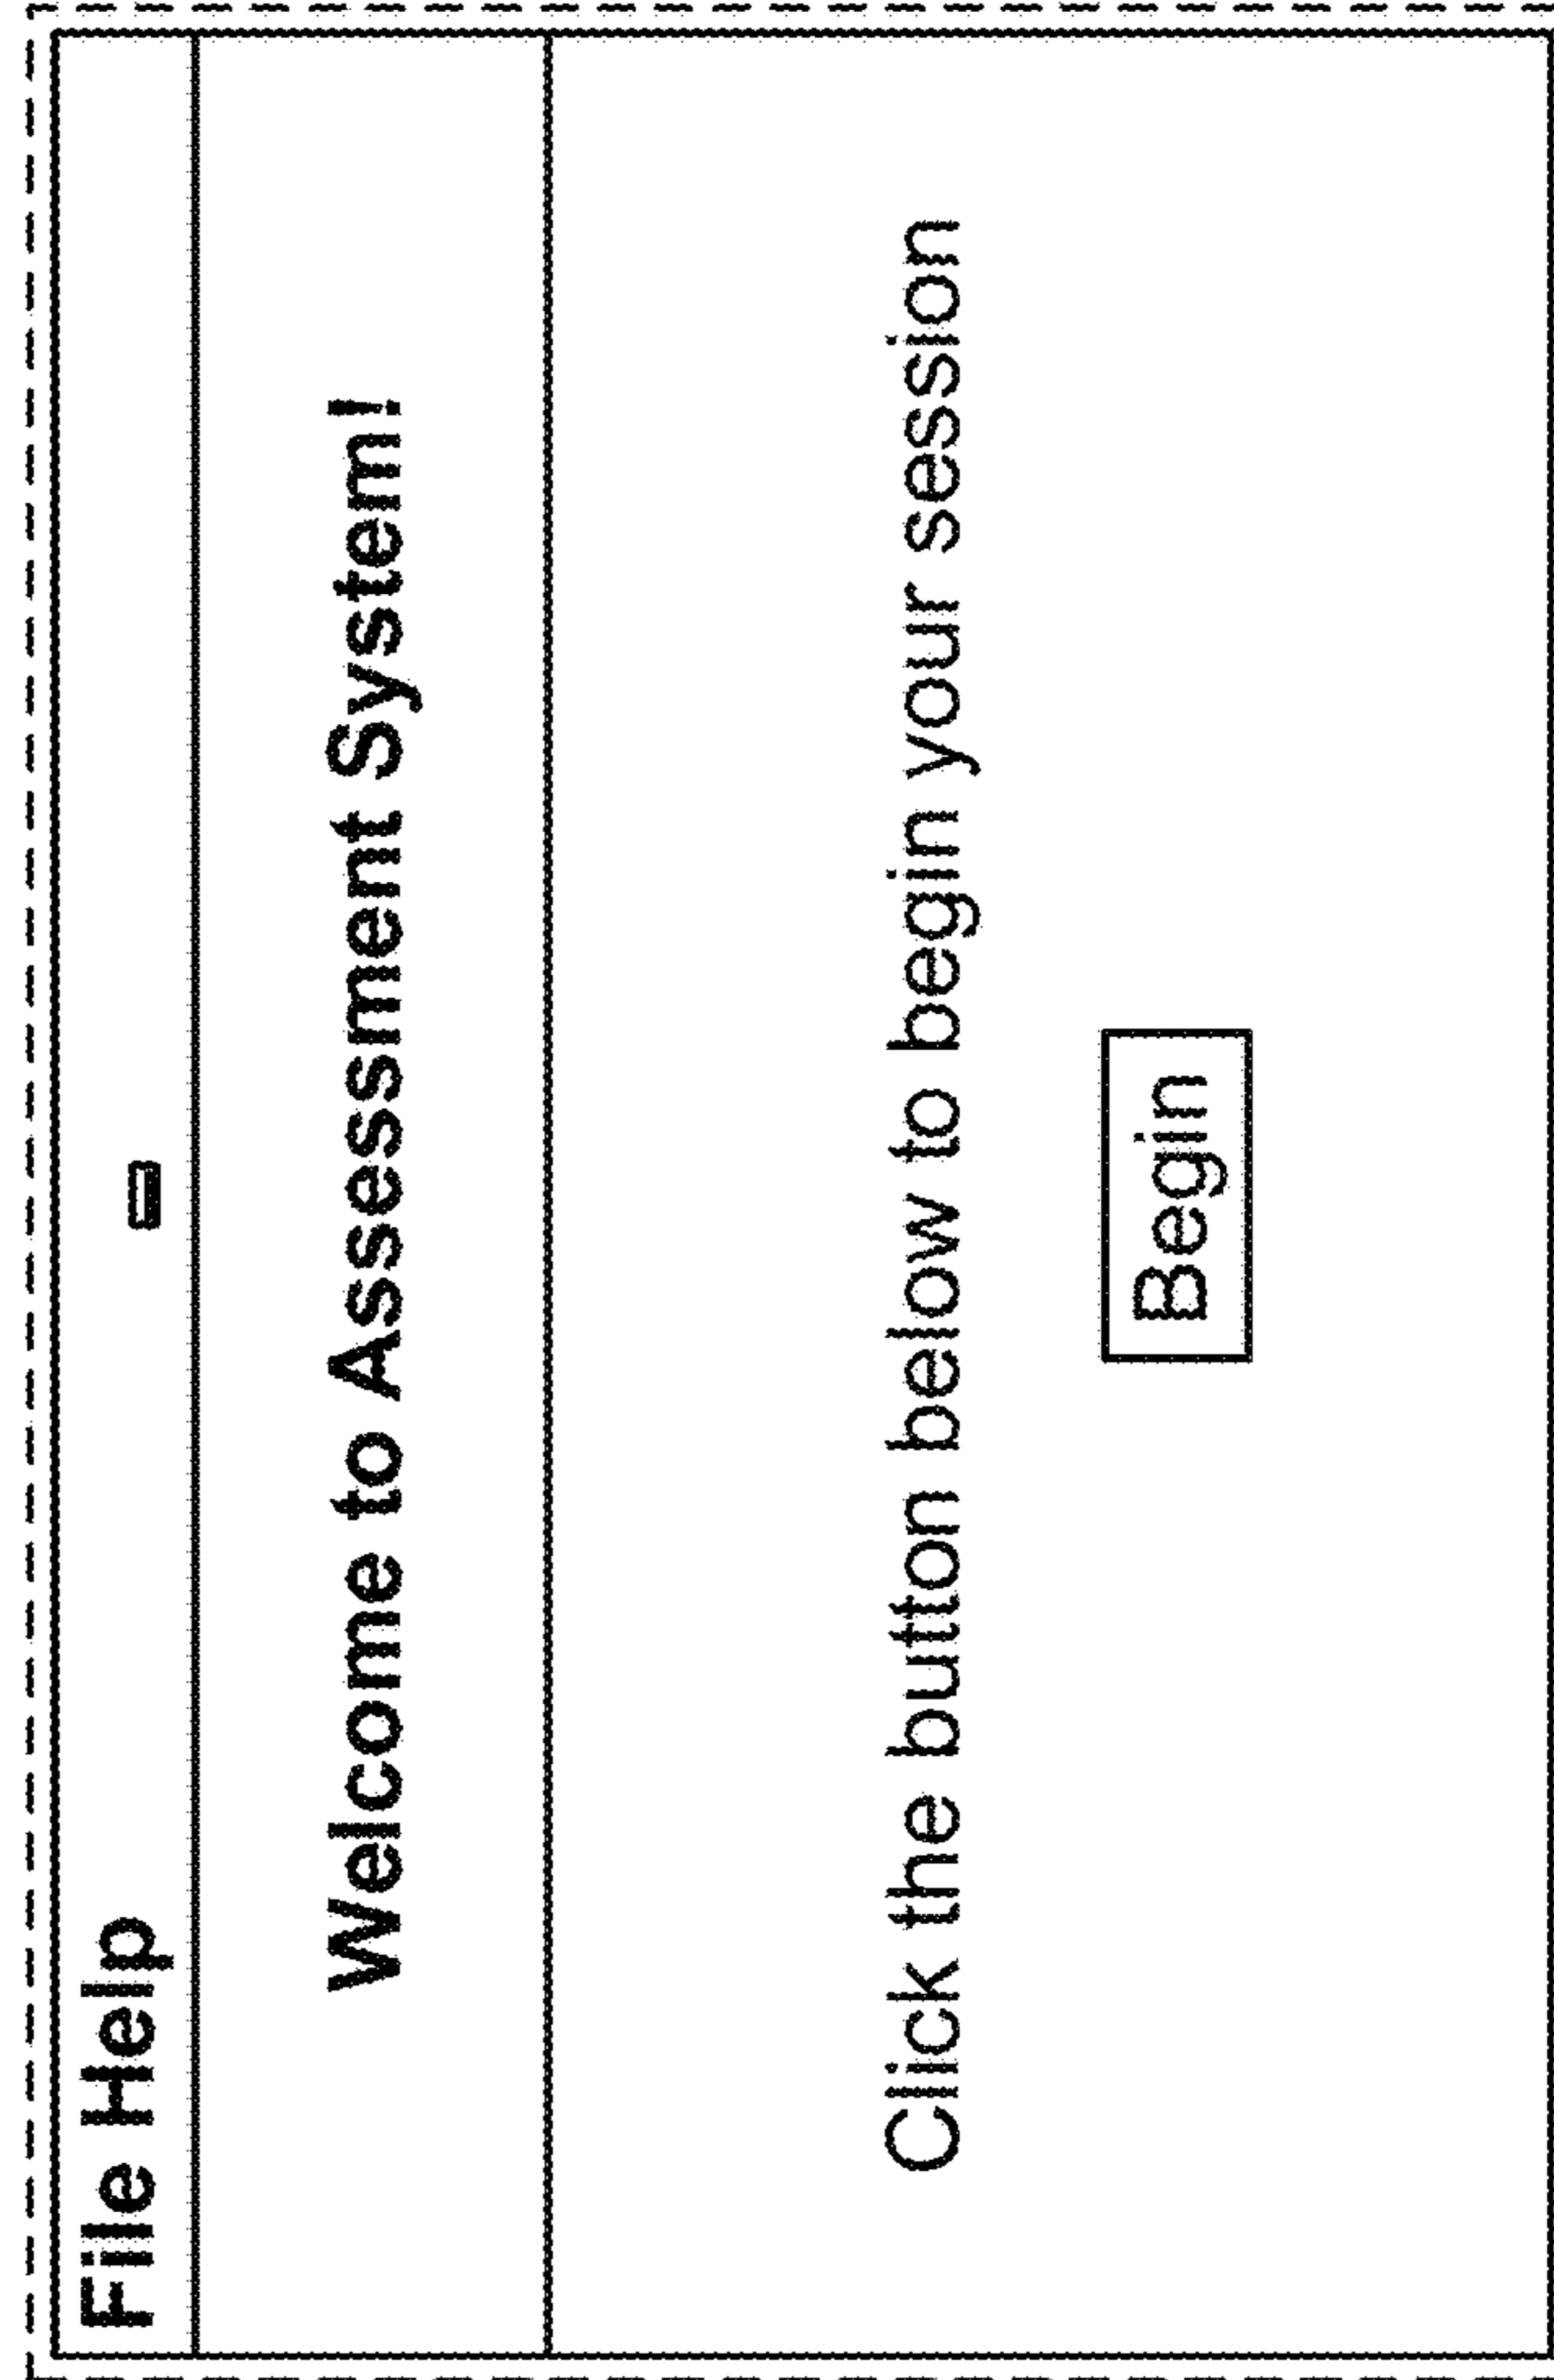 File Help
Welcome to Assessment System!
Click the button below to begin your session
Begin